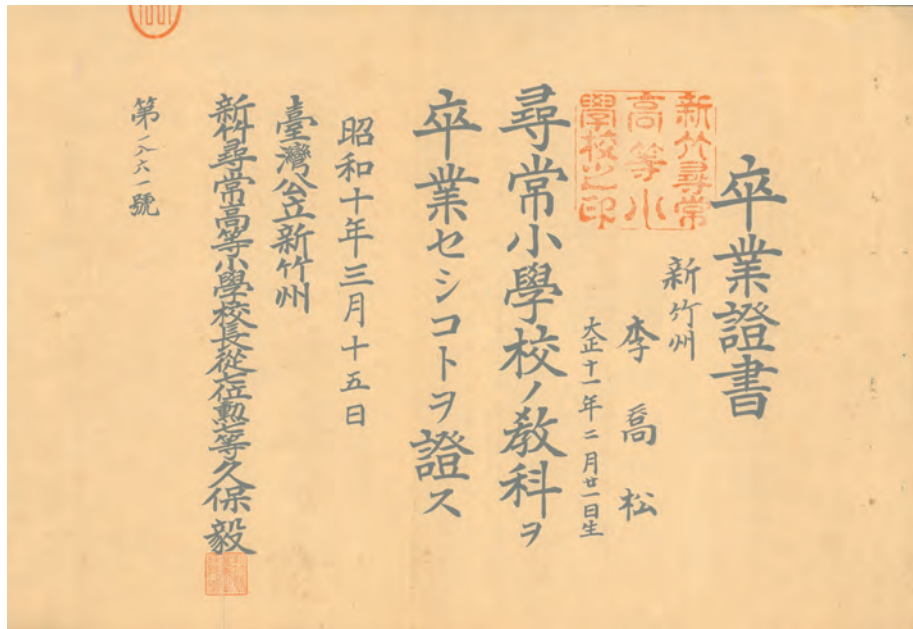 卒業證書
新竹州
李喬松
大正十一年二月廿一日生
新竹尋常
高等小
學校之印
尋常小學校ノ教科ヲ
卒業セシコトヲ證ス
昭和十年三月十五日
臺灣公立新竹州
新竹尋常高等小學校長從七位勲七等久保毅
第一八六一號